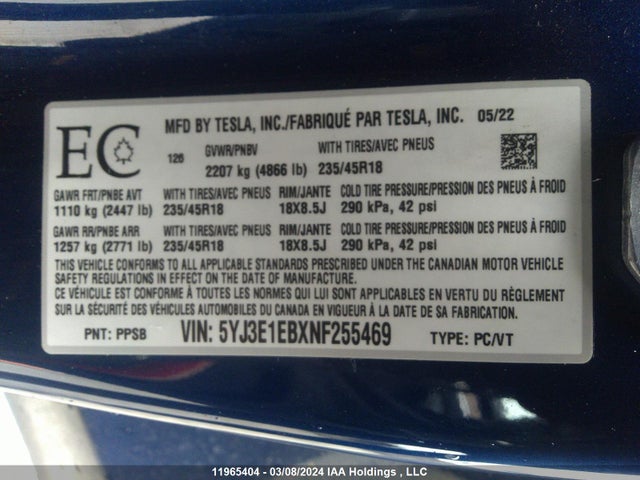 EC
MFD BY TESLA, INC./FABRIQUÉ PAR TESLA, INC. 05/22
126
GVWR/PNBV WITH TIRES/AVEC PNEUS
2207 kg (4866 lb) 235/45R18
GAWR FRT/PNBE AVT WITH TIRES/AVEC PNEUS RIM/JANTE COLD TIRE PRESSURE/PRESSION DES PNEUS À FROID
1110 kg (2447 lb) 235/45R18 18X8.5J 290 kPa, 42 psi
GAWR RR/PNBE ARR WITH TIRES/AVEC PNEUS RIM/JANTE COLD TIRE PRESSURE/PRESSION DES PNEUS À FROID
1257 kg (2771 lb) 235/45R18 18X8.5J 290 kPa, 42 psi
THIS VEHICLE CONFORMS TO ALL APPLICABLE STANDARDS PRESCRIBED UNDER THE CANADIAN MOTOR VEHICLE
SAFETY REGULATIONS IN EFFECT ON THE DATE OF MANUFACTURE.
CE VÉHICULE EST CONFORME À TOUTES LES NORMES QUI LUI SONT APPLICABLES EN VERTU DU RÈGLEMENT
SUR LA SÉCURITÉ DES VÉHICULES AUTOMOBILES DU CANADA EN VIGUEUR À LA DATE DE SA FABRICATION.
PNT: PPSB VIN: 5YJ3E1EBXNF255469 TYPE: PC/VT
11965404 - 03/08/2024 IAA Holdings , LLC